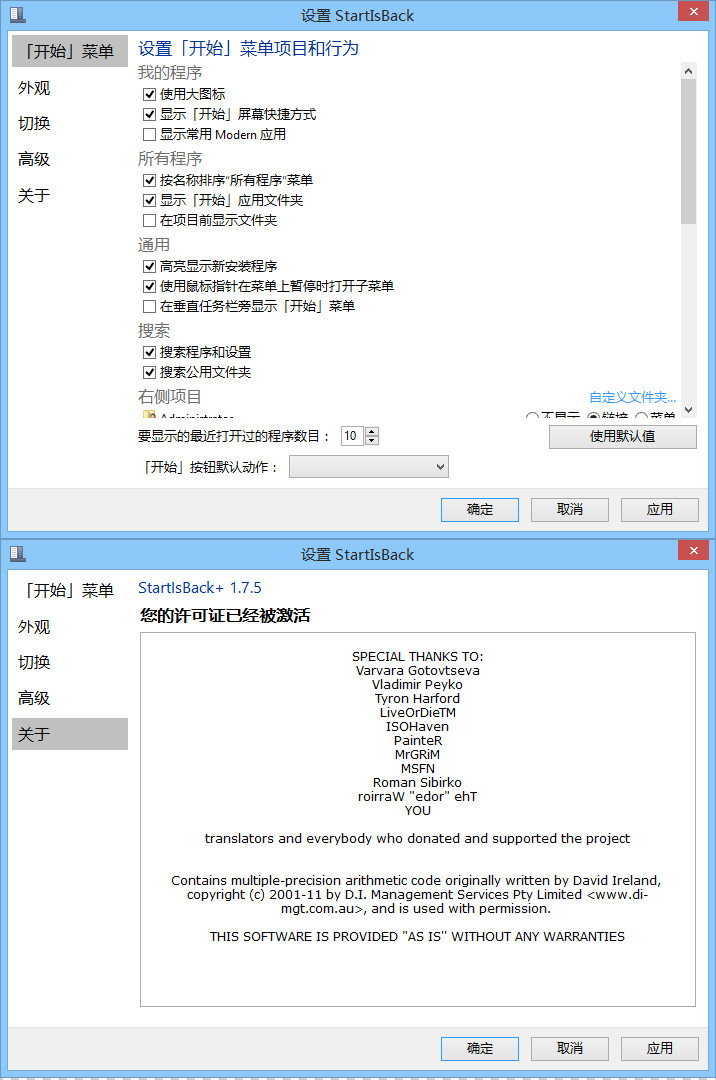 设置 StartIsBack
「开始」菜单
外观
切换
高级
关于
设置「开始」菜单项目和行为
我的程序
使用大图标
显示「开始」屏幕快捷方式
显示常用 Modern 应用
所有程序
按名称排序"所有程序"菜单
显示「开始」应用文件夹
在项目前显示文件夹
通用
高亮显示新安装程序
使用鼠标指针在菜单上暂停时打开子菜单
在垂直任务栏旁显示「开始」菜单
搜索
搜索程序和设置
搜索公用文件夹
右侧项目 自定义文件夹...
Administrator 不显示 链接 菜单
要显示的最近打开过的程序数目： 10 使用默认值
「开始」按钮默认动作：
确定 取消 应用
设置 StartIsBack
「开始」菜单
外观
切换
高级
关于
StartIsBack+ 1.7.5
您的许可证已经被激活
SPECIAL THANKS TO:
Varvara Gotovtseva
Vladimir Peyko
Tyron Harford
LiveOrDieTM
ISOHaven
PainteR
MrGRiM
MSFN
Roman Sibirko
roirraW "edor" ehT
YOU
translators and everybody who donated and supported the project
Contains multiple-precision arithmetic code originally written by David Ireland,
copyright (c) 2001-11 by D.I. Management Services Pty Limited <www.di-
mgt.com.au>, and is used with permission.
THIS SOFTWARE IS PROVIDED "AS IS" WITHOUT ANY WARRANTIES
确定 取消 应用